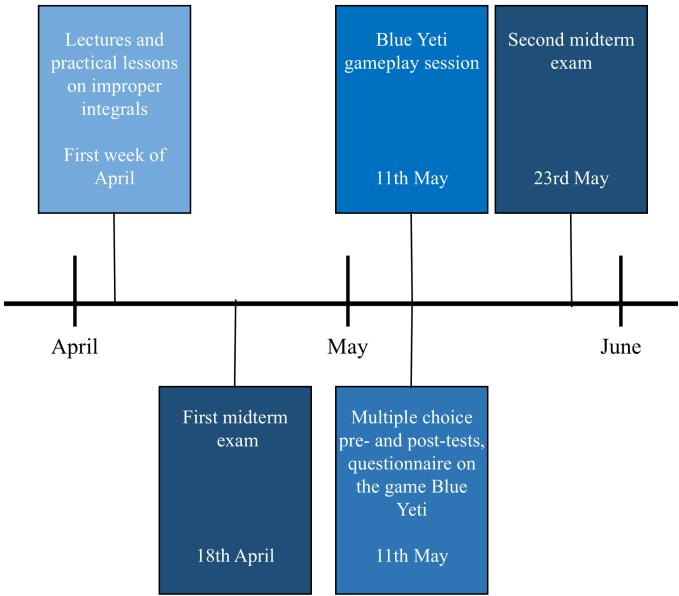 Lectures and
practical lessons
on improper
integrals
First week of
April
Blue Yeti
gameplay session
11th May
Second midterm
exam
23rd May
April
May
June
First midterm
exam
18th April
Multiple choice
pre- and post-tests,
questionnaire on
the game Blue
Yeti
11th May